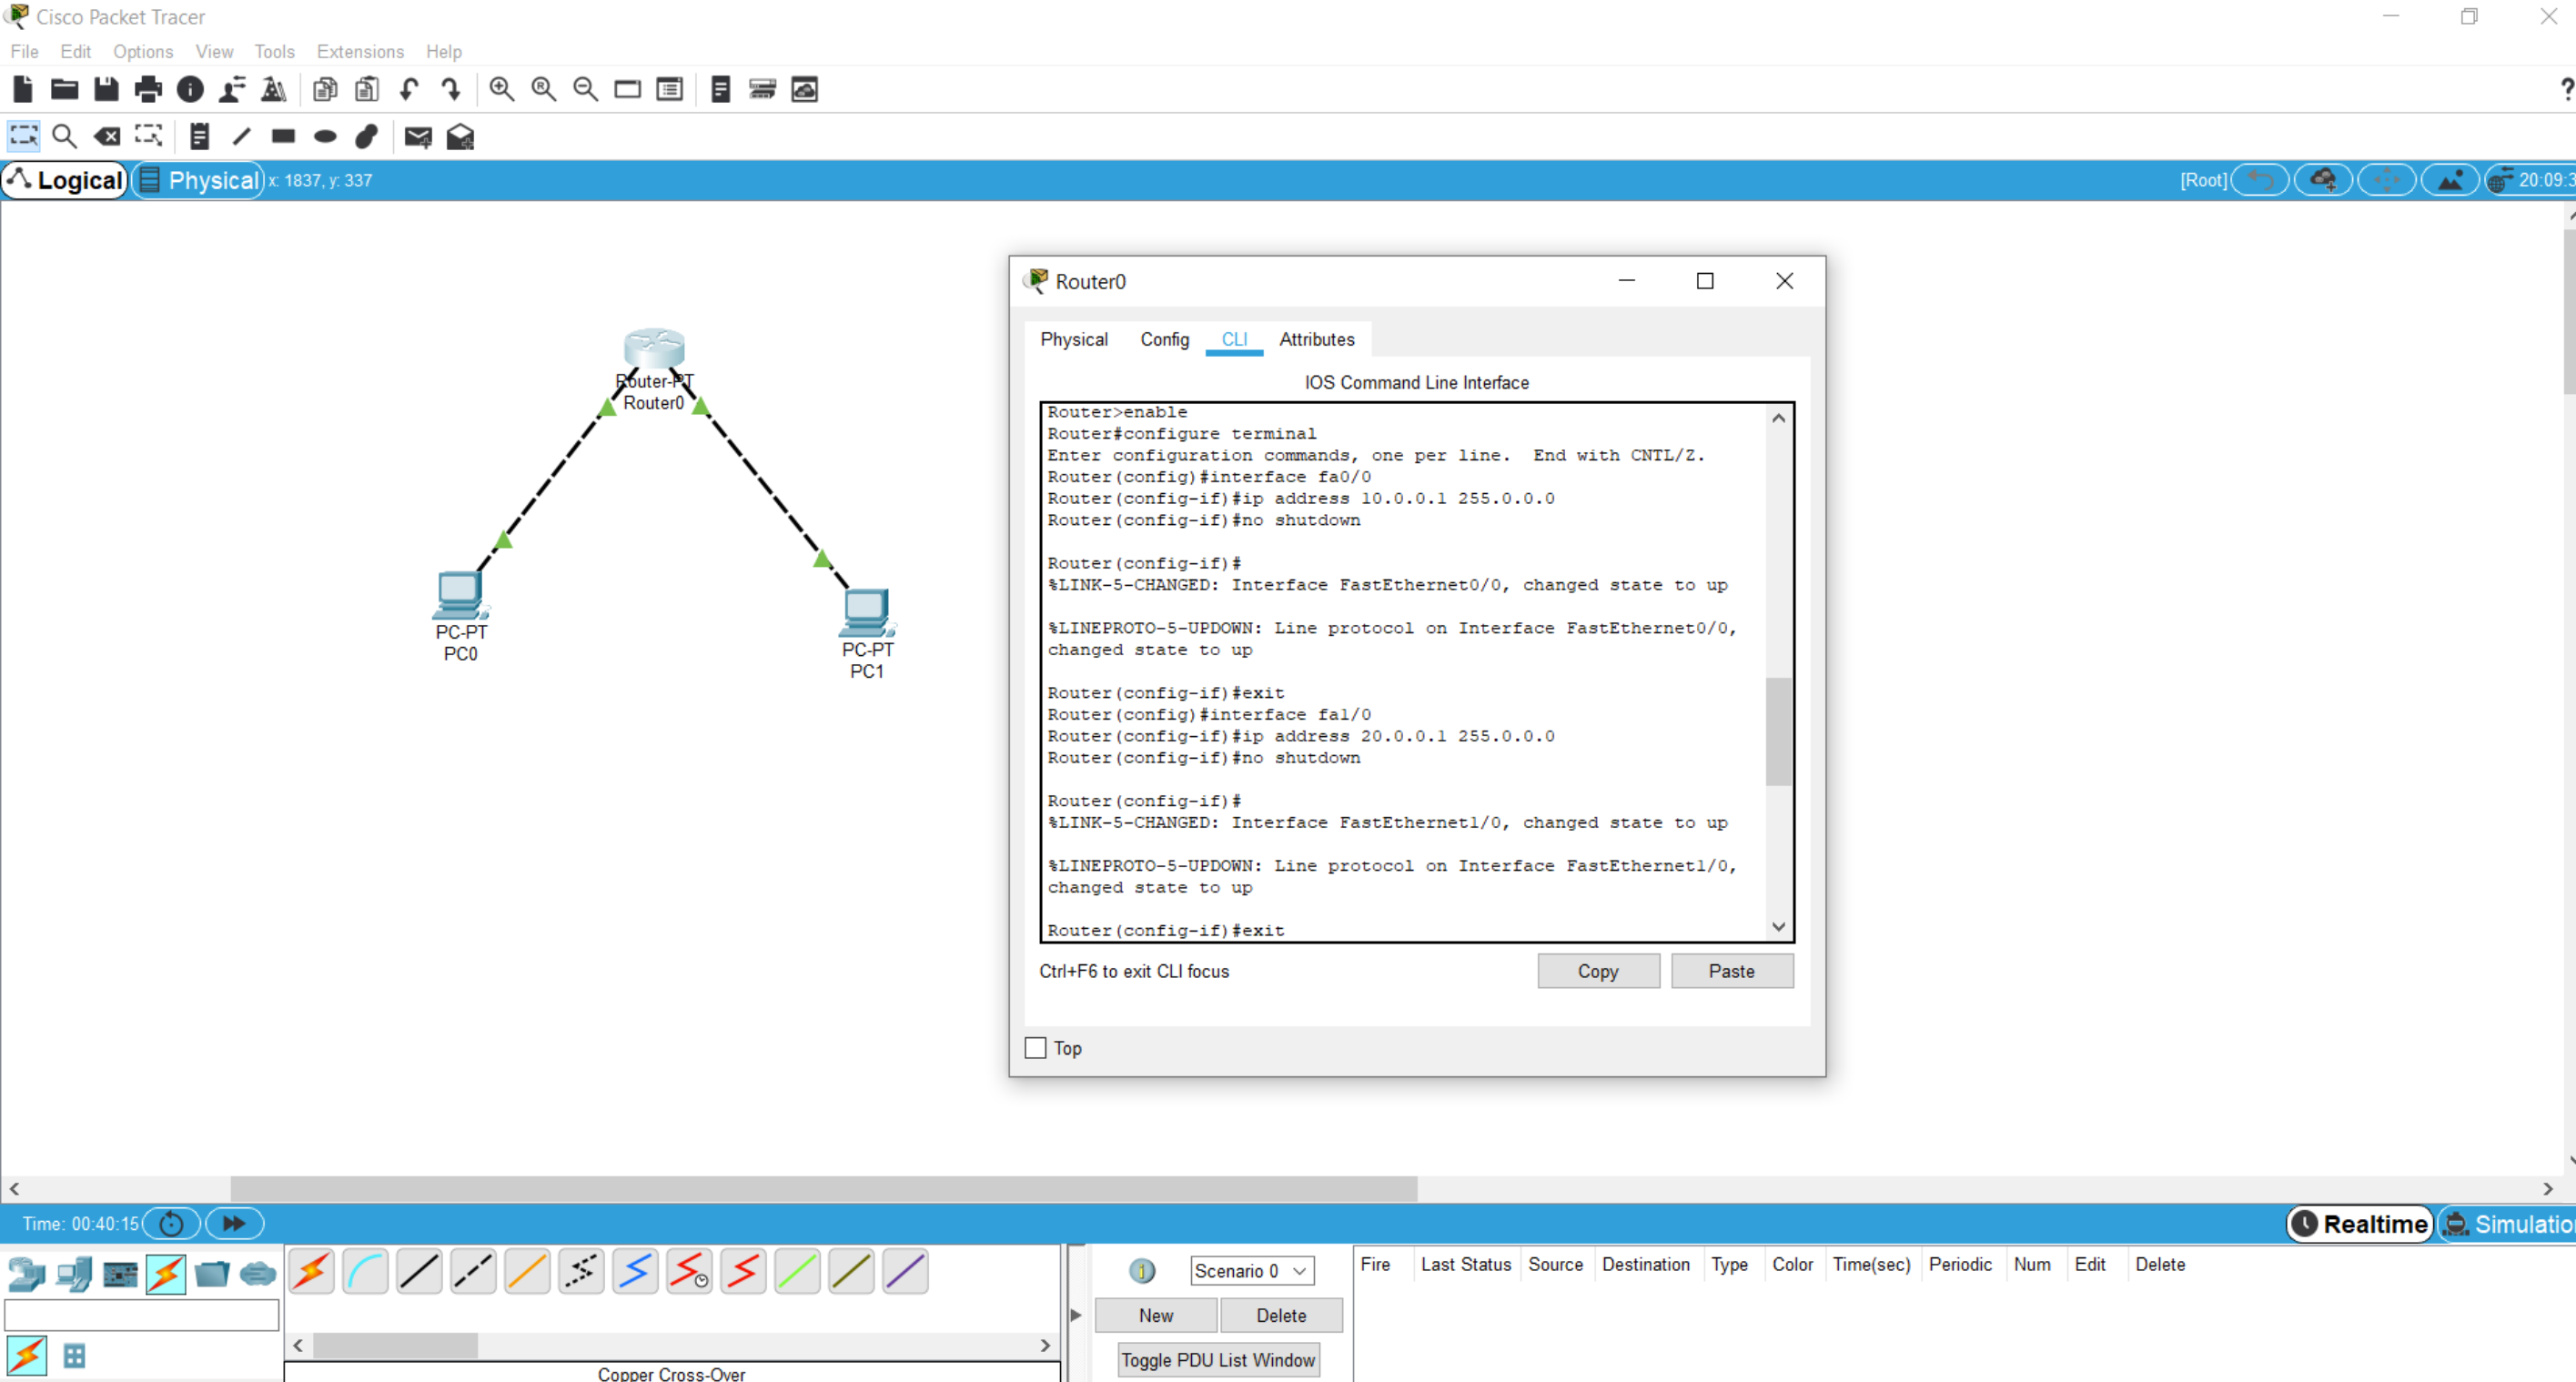 Cisco Packet Tracer
File Edit Options View Tools Extensions Help
?
Logical Physical x: 1837, y: 337 [Root] 20:09:3
Router0
Physical Config CLI Attributes
IOS Command Line Interface
Router>enable
Router#configure terminal
Enter configuration commands, one per line.  End with CNTL/Z.
Router(config)#interface fa0/0
Router(config-if)#ip address 10.0.0.1 255.0.0.0
Router(config-if)#no shutdown
Router(config-if)#
%LINK-5-CHANGED: Interface FastEthernet0/0, changed state to up
%LINEPROTO-5-UPDOWN: Line protocol on Interface FastEthernet0/0,
changed state to up
Router(config-if)#exit
Router(config)#interface fa1/0
Router(config-if)#ip address 20.0.0.1 255.0.0.0
Router(config-if)#no shutdown
Router(config-if)#
%LINK-5-CHANGED: Interface FastEthernet1/0, changed state to up
%LINEPROTO-5-UPDOWN: Line protocol on Interface FastEthernet1/0,
changed state to up
Router(config-if)#exit
Ctrl+F6 to exit CLI focus
Copy Paste
Top
Router-PT
Router0
PC-PT
PC0
PC-PT
PC1
Time: 00:40:15 Realtime Simulation
Scenario 0
New Delete
Toggle PDU List Window
Fire Last Status Source Destination Type Color Time(sec) Periodic Num Edit Delete
Copper Cross-Over